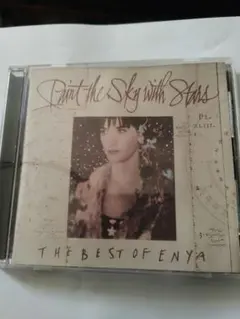 Paint the Sky with Stars
THE BEST OF ENYA